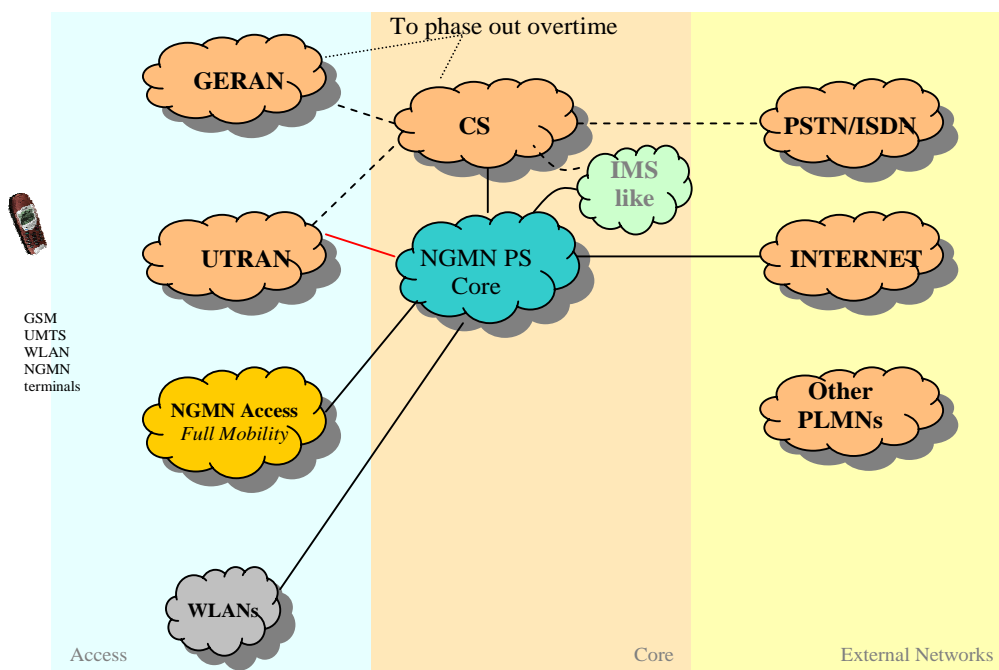 To phase out overtime
GERAN
CS
PSTN/ISDN
IMS
like
UTRAN
NGMN PS
Core
INTERNET
GSM
UMTS
WLAN
NGMN
terminals
NGMN Access
Full Mobility
Other
PLMNs
WLANs
Access
Core
External Networks